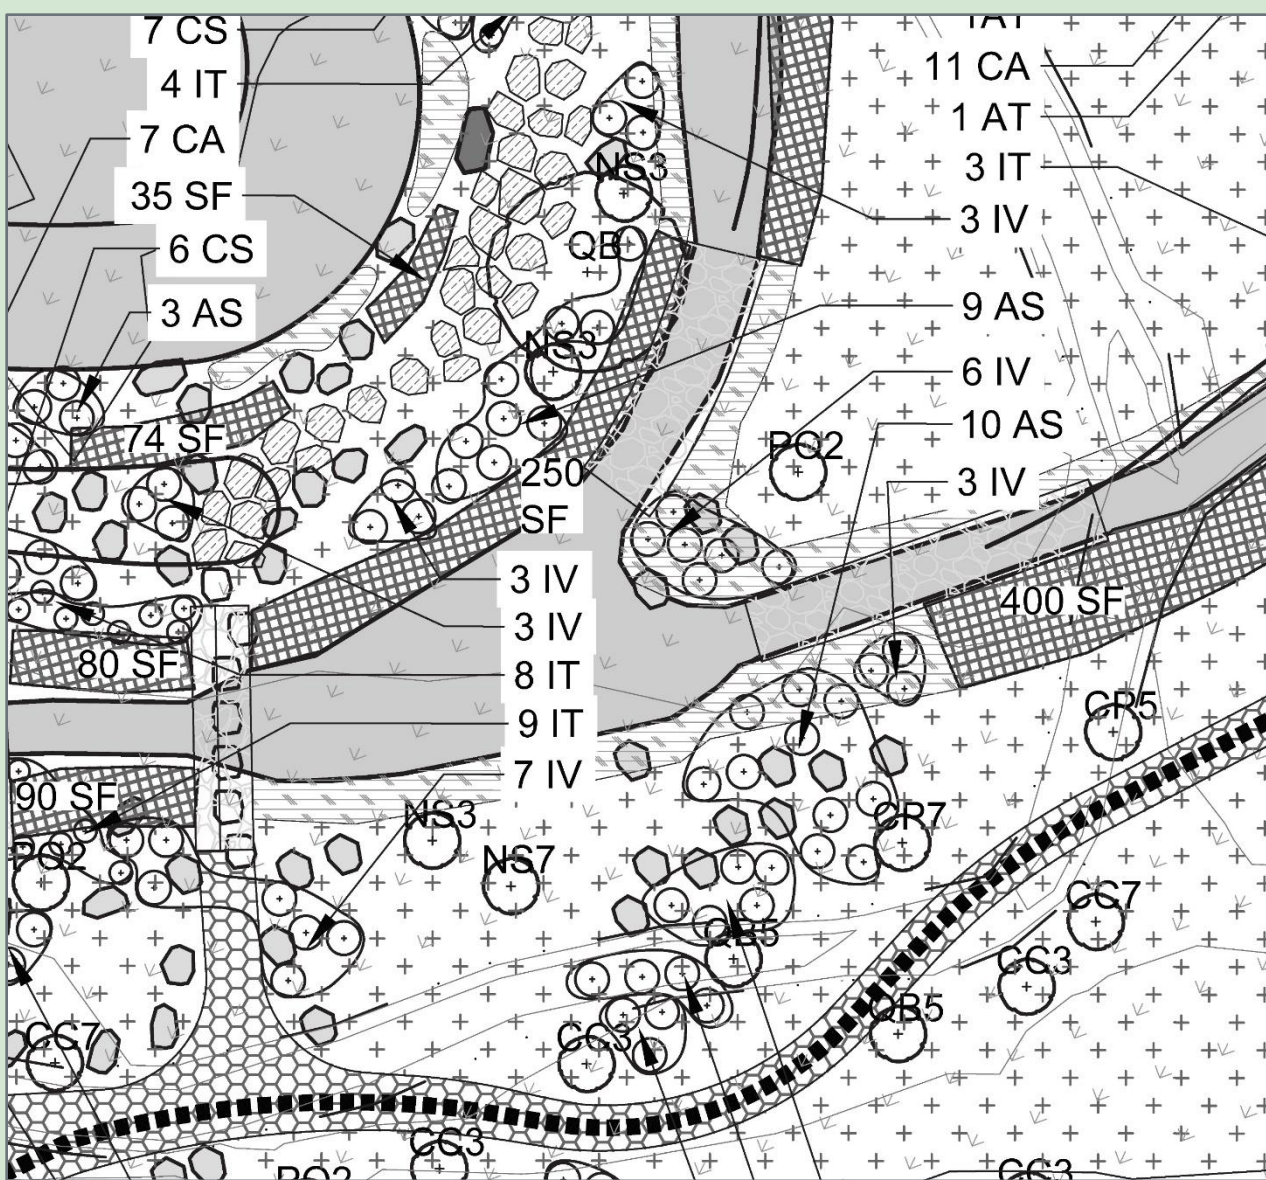 7 CS
4 IT
7 CA
35 SF
6 CS
3 AS
1 AT
11 CA
1 AT
3 IT
3 IV
9 AS
6 IV
10 AS
3 IV
NS3
QB
NS3
74 SF
250
SF
PO2
3 IV
3 IV
8 IT
9 IT
7 IV
400 SF
80 SF
90 SF
PO2
NS3
NS7
CR5
CR7
CC7
QB5
CC3
QB5
CC7
CC3
CC3
PO2
CC3